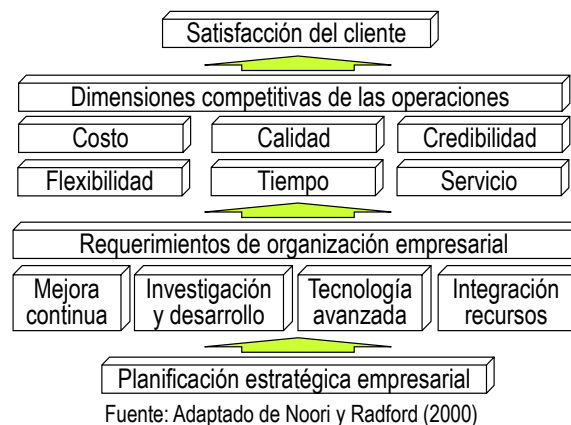 Satisfacción del cliente
Dimensiones competitivas de las operaciones
Costo
Calidad
Credibilidad
Flexibilidad
Tiempo
Servicio
Requerimientos de organización empresarial
Mejora
continua
Investigación
y desarrollo
Tecnología
avanzada
Integración
recursos
Planificación estratégica empresarial
Fuente: Adaptado de Noori y Radford (2000)